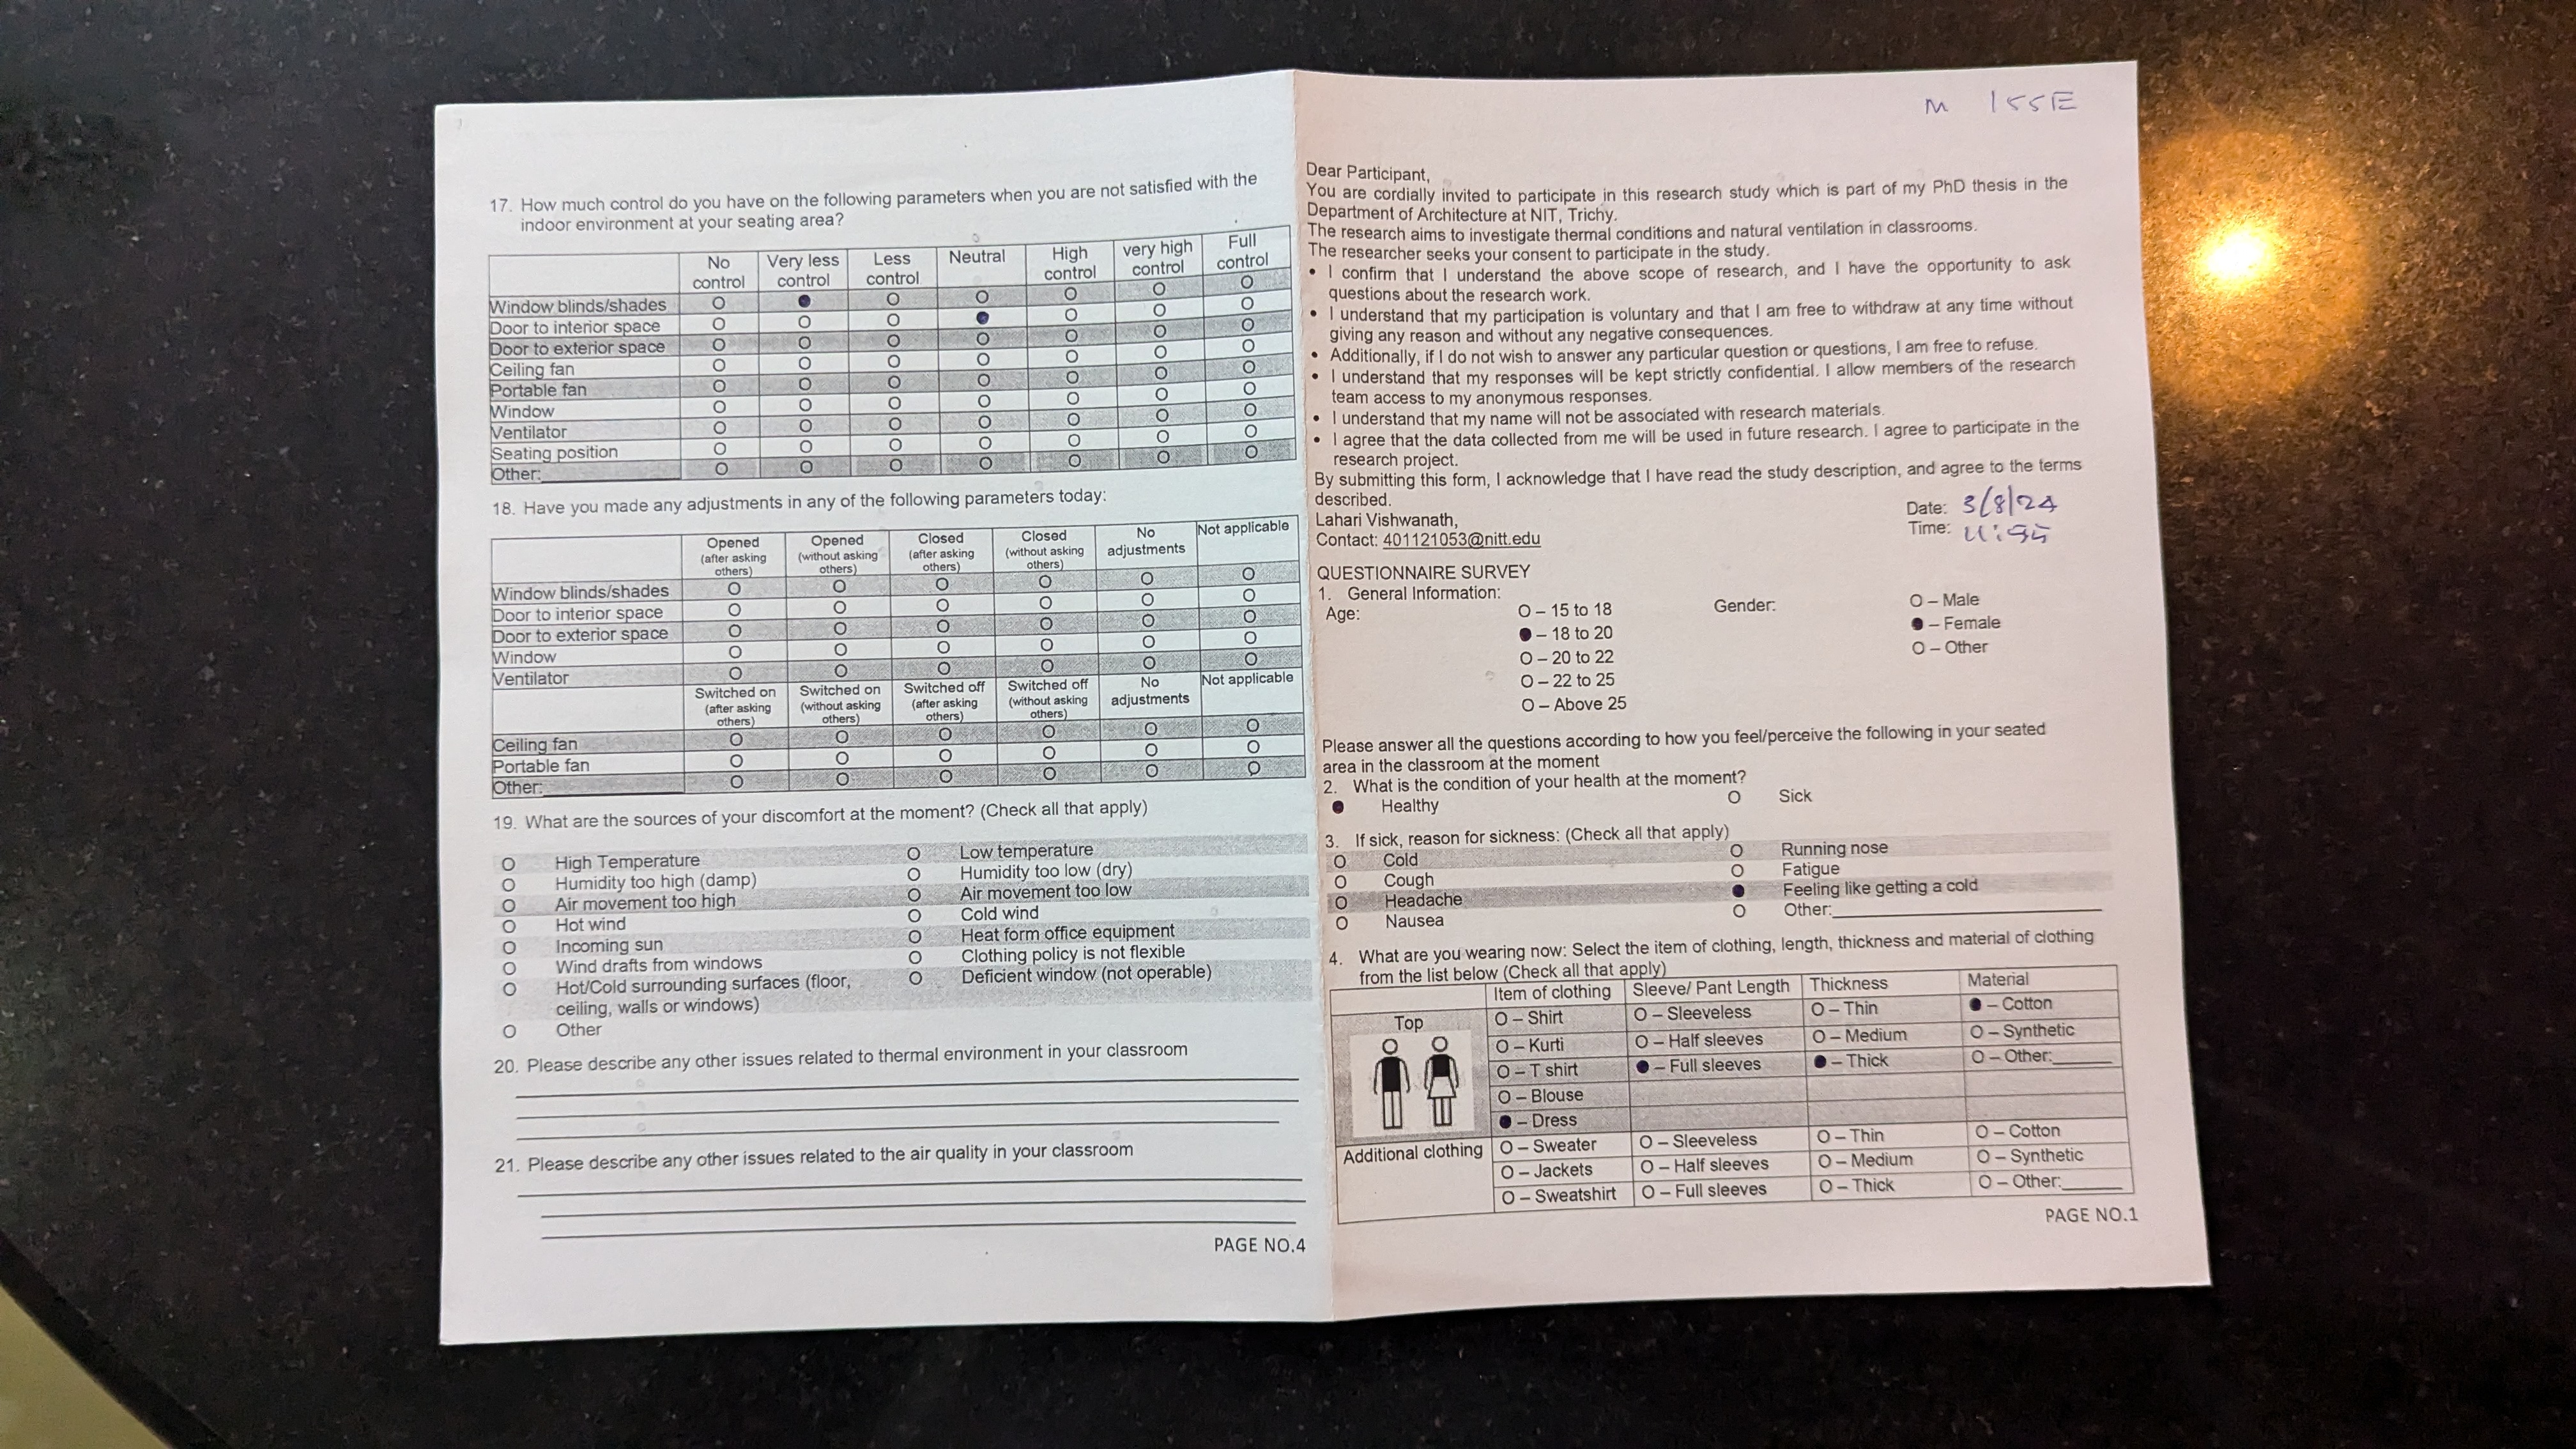 17. How much control do you have on the following parameters when you are not satisfied with the
indoor environment at your seating area?
No control Very less control Less control Neutral High control very high control Full control
Window blinds/shades O ● O O O O O
Door to interior space O O O ● O O O
Door to exterior space O O O O O O O
Ceiling fan O O O O O O O
Portable fan O O O O O O O
Window O O O O O O O
Ventilator O O O O O O O
Seating position O O O O O O O
Other: O O O O O O O
18. Have you made any adjustments in any of the following parameters today:
Opened (after asking others) Opened (without asking others) Closed (after asking others) Closed (without asking others) No adjustments Not applicable
Window blinds/shades O O O O O O
Door to interior space O O O O O O
Door to exterior space O O O O O O
Window O O O O O O
Ventilator O O O O O O
Switched on (after asking others) Switched on (without asking others) Switched off (after asking others) Switched off (without asking others) No adjustments Not applicable
Ceiling fan O O O O O O
Portable fan O O O O O O
Other: O O O O O O
19. What are the sources of your discomfort at the moment? (Check all that apply)
O High Temperature O Low temperature
O Humidity too high (damp) O Humidity too low (dry)
O Air movement too high O Air movement too low
O Hot wind O Cold wind
O Incoming sun O Heat form office equipment
O Wind drafts from windows O Clothing policy is not flexible
O Hot/Cold surrounding surfaces (floor, O Deficient window (not operable)
ceiling, walls or windows)
O Other
20. Please describe any other issues related to thermal environment in your classroom
21. Please describe any other issues related to the air quality in your classroom
PAGE NO.4
M 155E
Dear Participant,
You are cordially invited to participate in this research study which is part of my PhD thesis in the
Department of Architecture at NIT, Trichy.
The research aims to investigate thermal conditions and natural ventilation in classrooms.
The researcher seeks your consent to participate in the study.
• I confirm that I understand the above scope of research, and I have the opportunity to ask
questions about the research work.
• I understand that my participation is voluntary and that I am free to withdraw at any time without
giving any reason and without any negative consequences.
• Additionally, if I do not wish to answer any particular question or questions, I am free to refuse.
• I understand that my responses will be kept strictly confidential. I allow members of the research
team access to my anonymous responses.
• I understand that my name will not be associated with research materials.
• I agree that the data collected from me will be used in future research. I agree to participate in the
research project.
By submitting this form, I acknowledge that I have read the study description, and agree to the terms
described.
Lahari Vishwanath, Date: 3/8/24
Contact: 401121053@nitt.edu Time:
QUESTIONNAIRE SURVEY
1. General Information:
Age: O – 15 to 18 Gender: O – Male
● – 18 to 20 ● – Female
O – 20 to 22 O – Other
O – 22 to 25
O – Above 25
Please answer all the questions according to how you feel/perceive the following in your seated
area in the classroom at the moment
2. What is the condition of your health at the moment?
● Healthy O Sick
3. If sick, reason for sickness: (Check all that apply)
O Cold O Running nose
O Cough O Fatigue
O Headache ● Feeling like getting a cold
O Nausea O Other:
4. What are you wearing now: Select the item of clothing, length, thickness and material of clothing
from the list below (Check all that apply)
Item of clothing Sleeve/ Pant Length Thickness Material
Top O – Shirt O – Sleeveless O – Thin ● – Cotton
O – Kurti O – Half sleeves O – Medium O – Synthetic
O – T shirt ● – Full sleeves ● – Thick O – Other:
O – Blouse
● – Dress
Additional clothing O – Sweater O – Sleeveless O – Thin O – Cotton
O – Jackets O – Half sleeves O – Medium O – Synthetic
O – Sweatshirt O – Full sleeves O – Thick O – Other:
PAGE NO.1